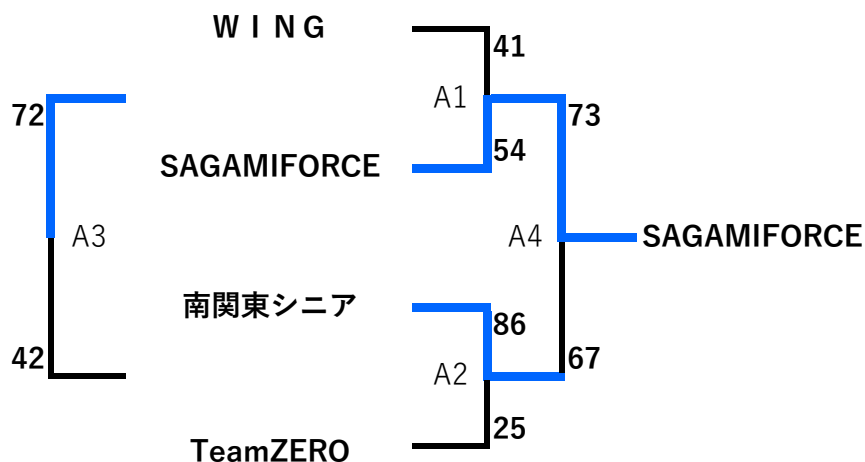 ＷＩＮＧ
41
A1
72
73
54
SAGAMIFORCE
A3
A4
SAGAMIFORCE
南関東シニア
86
42
67
A2
25
TeamZERO